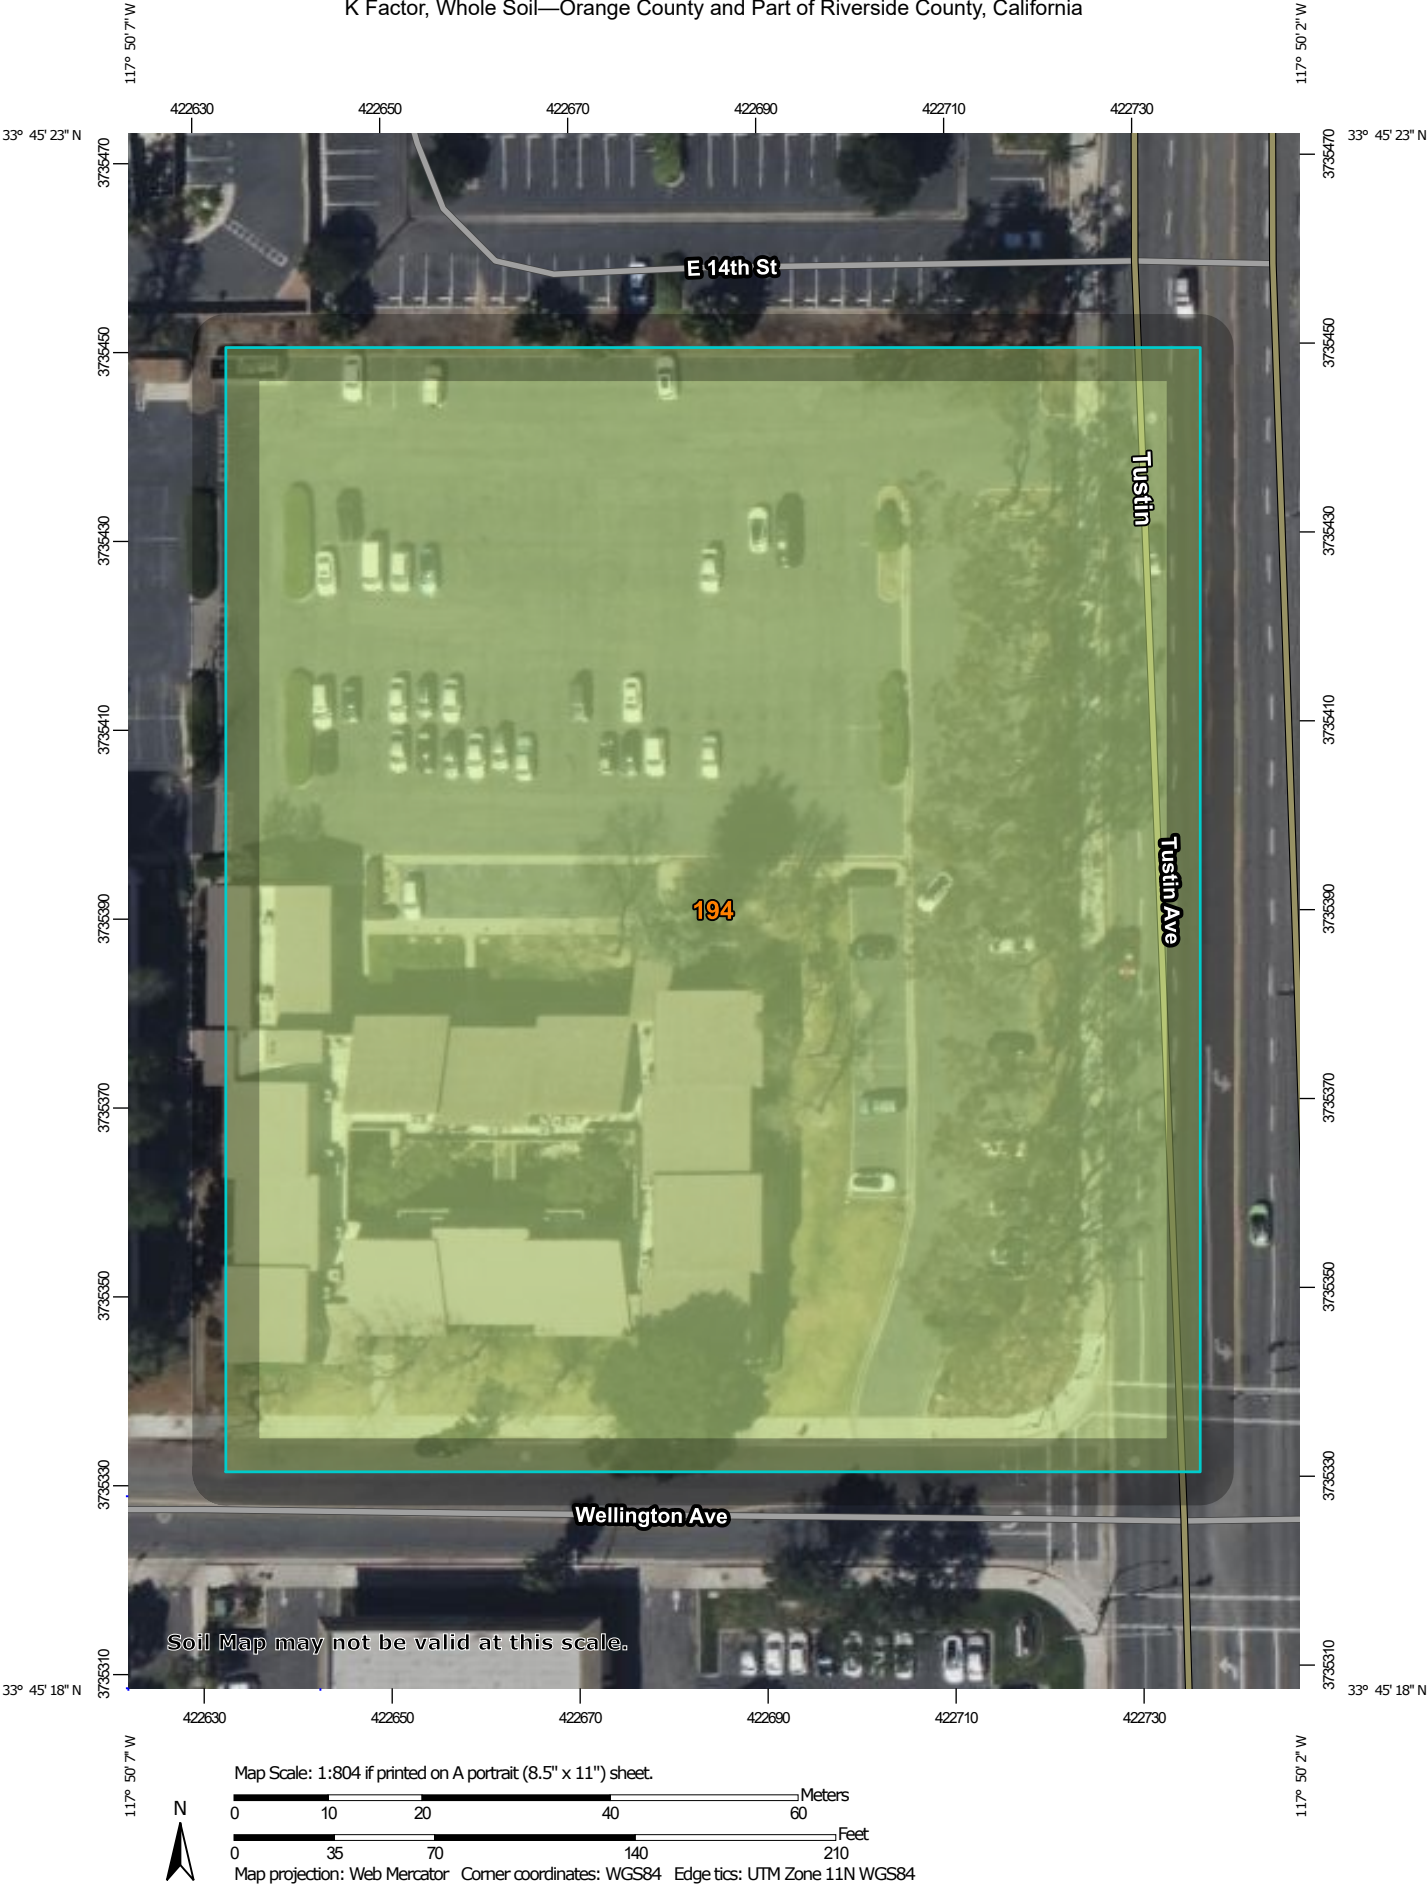 K Factor, Whole Soil—Orange County and Part of Riverside County, California
117° 50' 7" W
117° 50' 2" W
422630 422650 422670 422690 422710 422730
33° 45' 23" N
33° 45' 23" N
3735470
3735470
E 14th St
3735450
3735450
Tustin
3735430
3735430
3735410
3735410
Tustin Ave
194
3735390
3735390
3735370
3735370
3735350
3735350
3735330
3735330
Wellington Ave
Soil Map may not be valid at this scale.
3735310
3735310
33° 45' 18" N
33° 45' 18" N
422630 422650 422670 422690 422710 422730
117° 50' 7" W
117° 50' 2" W
Map Scale: 1:804 if printed on A portrait (8.5" x 11") sheet.
Meters
0 10 20 40 60
N
Feet
0 35 70 140 210
Map projection: Web Mercator Corner coordinates: WGS84 Edge tics: UTM Zone 11N WGS84